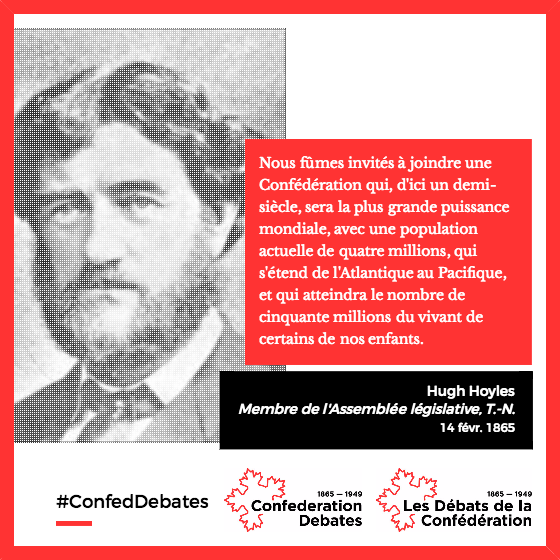 Nous fûmes invités à joindre une
Confédération qui, d'ici un demi-
siècle, sera la plus grande puissance
mondiale, avec une population
actuelle de quatre millions, qui
s'étend de l'Atlantique au Pacifique,
et qui atteindra le nombre de
cinquante millions du vivant de
certains de nos enfants.
Hugh Hoyles
Membre de l'Assemblée législative, T.-N.
14 févr. 1865
#ConfedDebates
1865 — 1949
Confederation
Debates
1865 — 1949
Les Débats de la
Confédération